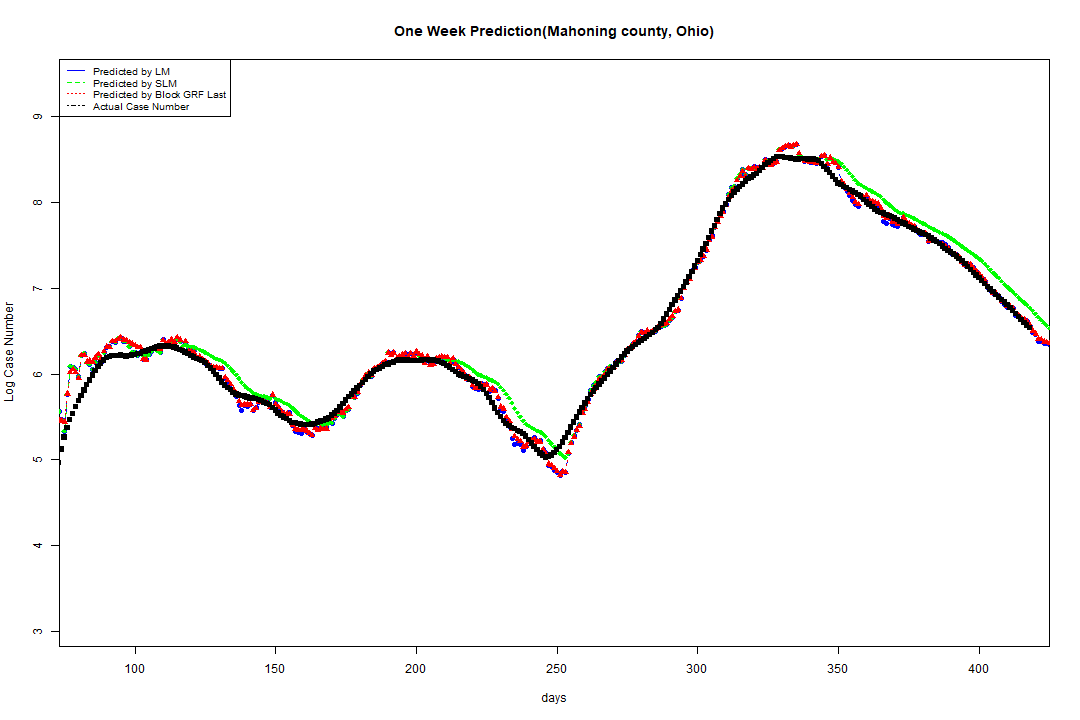 One Week Prediction(Mahoning county, Ohio)
Predicted by LM
Predicted by SLM
Predicted by Block GRF Last
Actual Case Number
9
8
7
6
5
4
3
Log Case Number
100 150 200 250 300 350 400
days